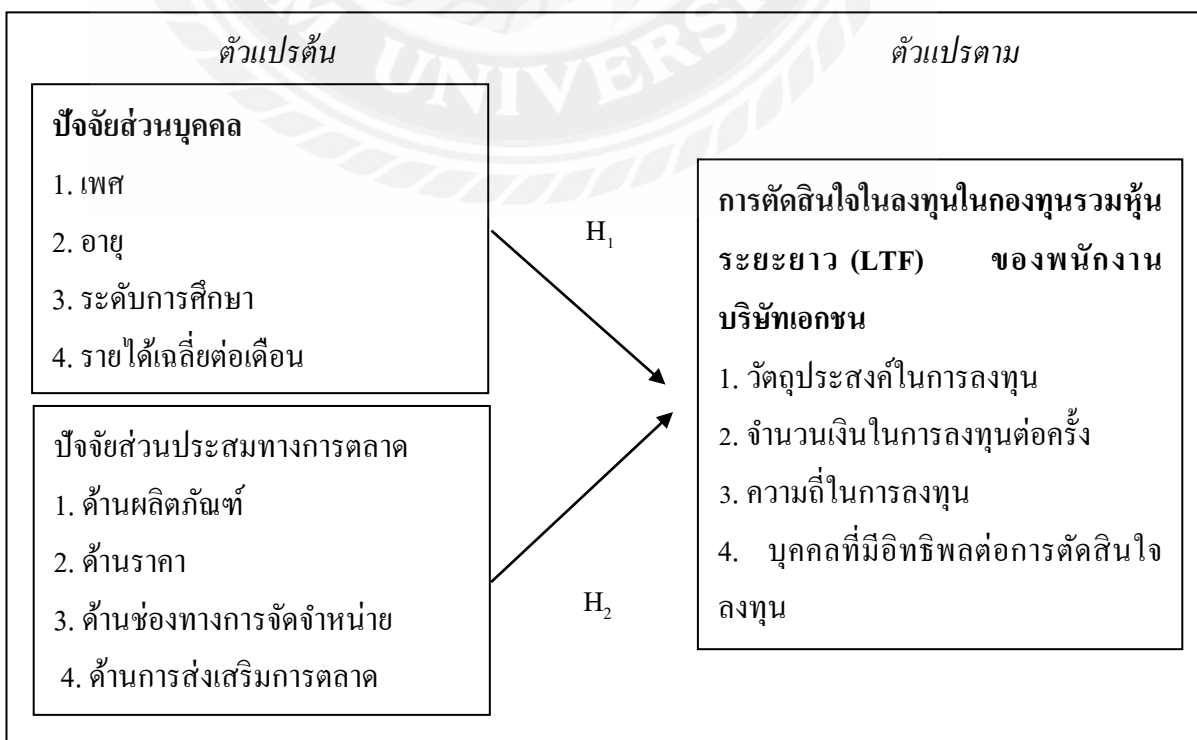 UNIVERS
ตัวแปรต้น
ตัวแปรตาม
ปัจจัยส่วนบุคคล
1. เพศ
2. อายุ
3. ระดับการศึกษา
4. รายได้เฉลี่ยต่อเดือน
ปัจจัยส่วนประสมทางการตลาด
1. ด้านผลิตภัณฑ์
2. ด้านราคา
3. ด้านช่องทางการจัดจำหน่าย
4. ด้านการส่งเสริมการตลาด
H₁
H₂
การตัดสินใจในลงทุนในกองทุนรวมหุ้น
ระยะยาว (LTF) ของพนักงาน
บริษัทเอกชน
1. วัตถุประสงค์ในการลงทุน
2. จำนวนเงินในการลงทุนต่อครั้ง
3. ความถี่ในการลงทุน
4. บุคคลที่มีอิทธิพลต่อการตัดสินใจ
ลงทุน